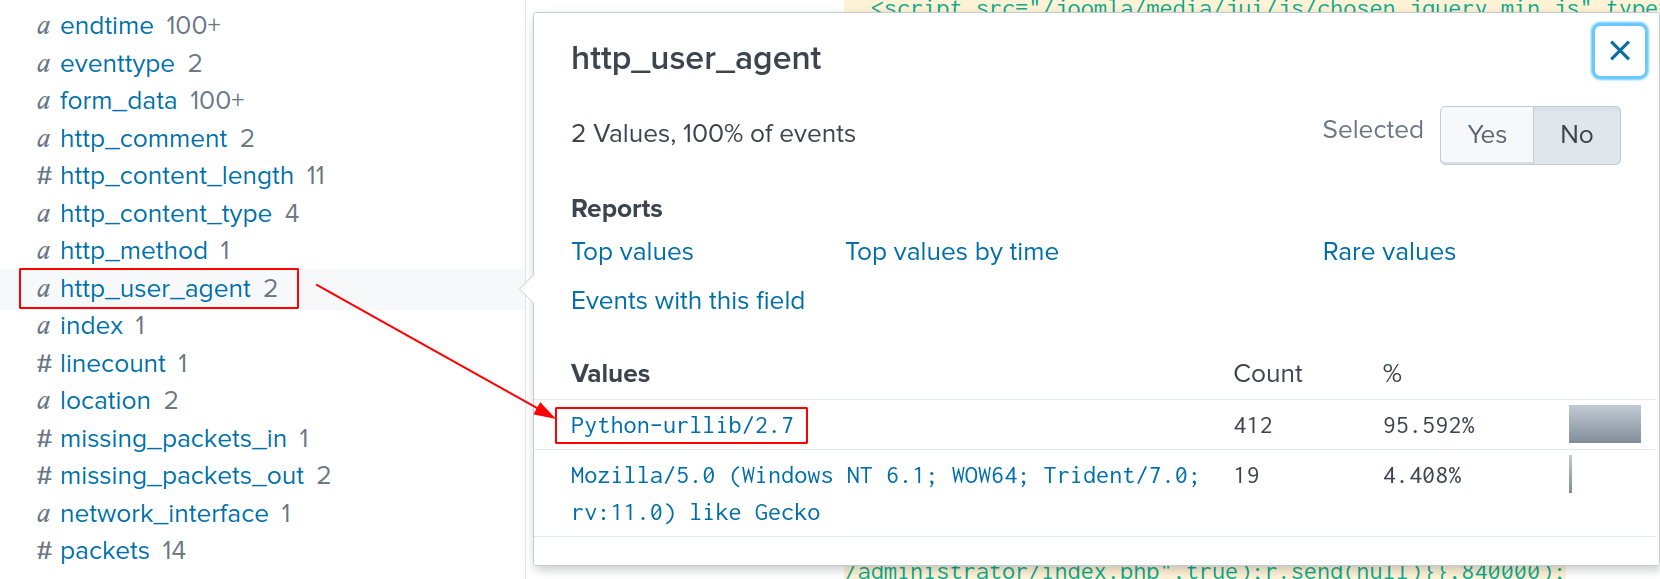 <script src="/joomla/media/jui/js/chosen.jquery.min.js" type=
a endtime 100+
a eventtype 2
a form_data 100+
a http_comment 2
# http_content_length 11
a http_content_type 4
a http_method 1
a http_user_agent 2
a index 1
# linecount 1
a location 2
# missing_packets_in 1
# missing_packets_out 2
a network_interface 1
# packets 14
http_user_agent
2 Values, 100% of events
Selected Yes No
Reports
Top values Top values by time Rare values
Events with this field
Values Count %
Python-urllib/2.7 412 95.592%
Mozilla/5.0 (Windows NT 6.1; WOW64; Trident/7.0; 19 4.408%
rv:11.0) like Gecko
/administrator/index.php",true);r.send(null)}},840000);